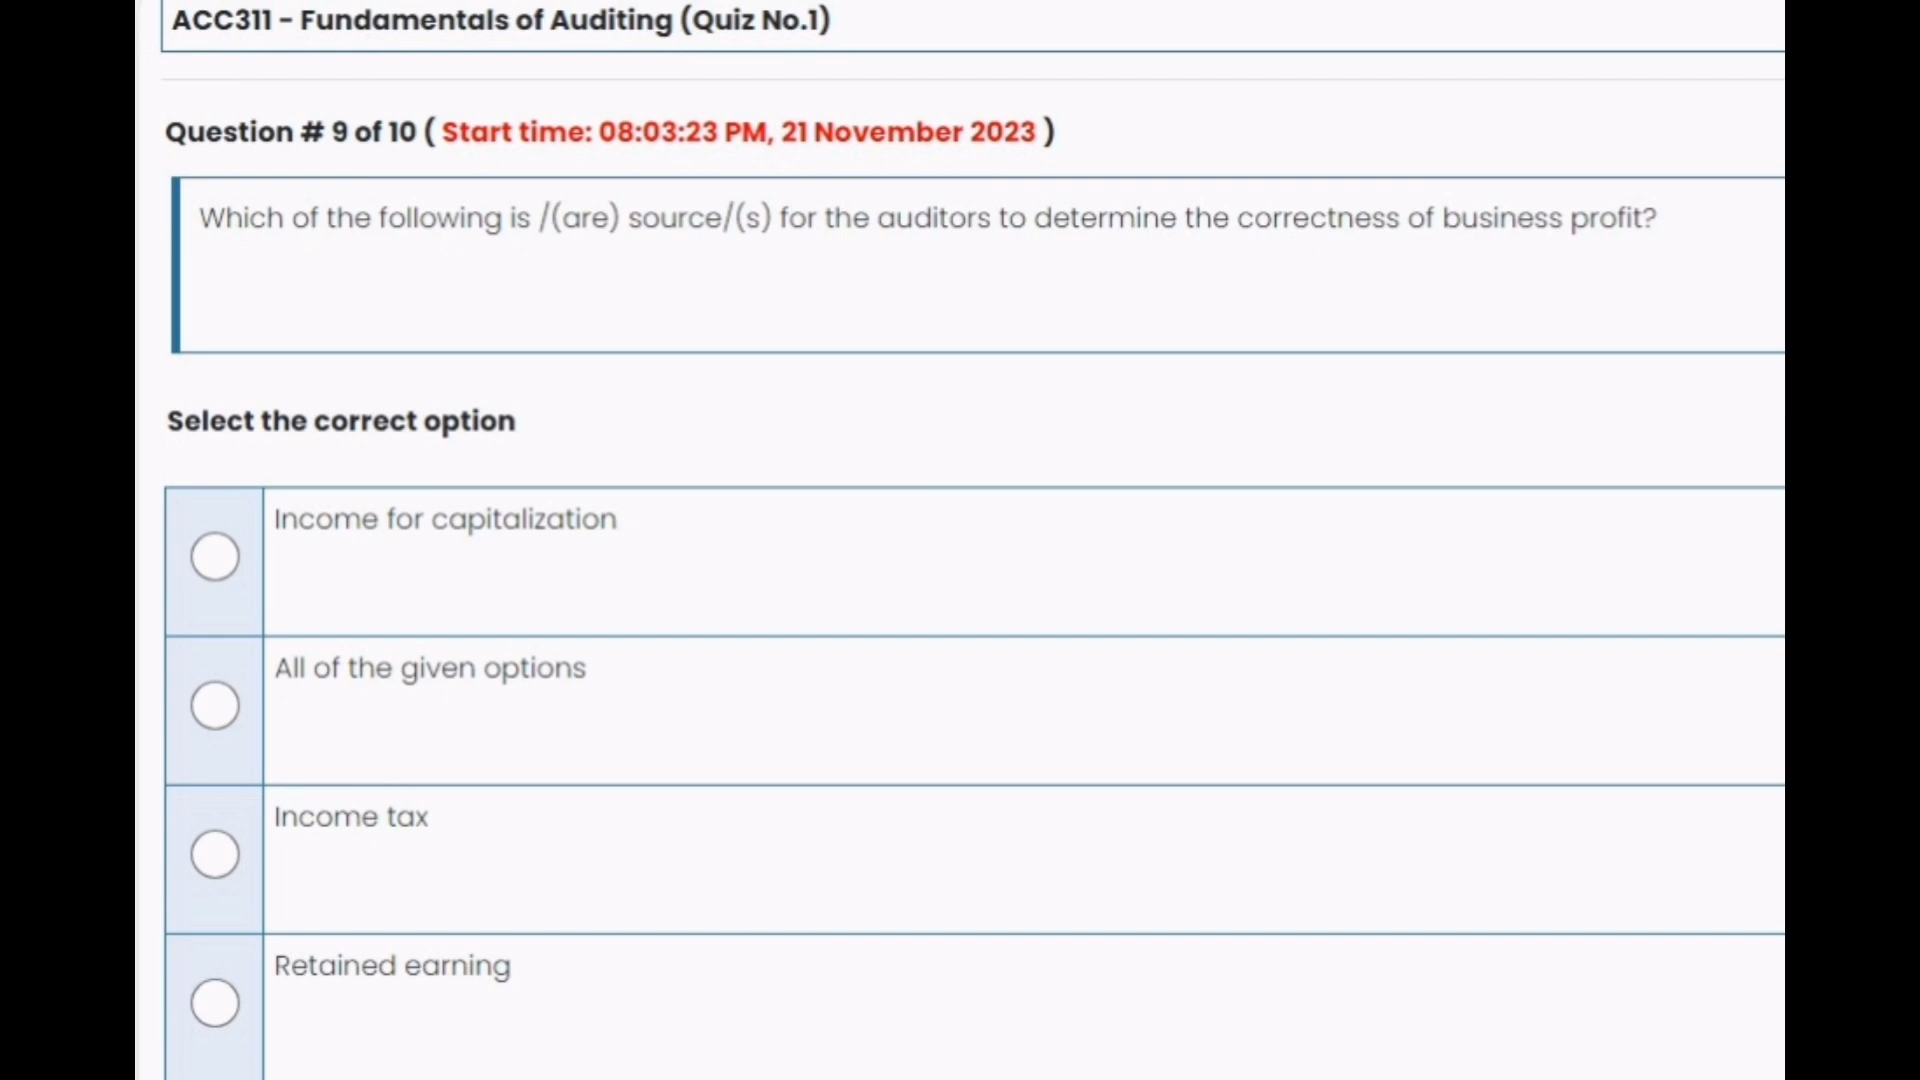 ACC311 - Fundamentals of Auditing (Quiz No.1)
Question # 9 of 10 ( Start time: 08:03:23 PM, 21 November 2023 )
Which of the following is /(are) source/(s) for the auditors to determine the correctness of business profit?
Select the correct option
Income for capitalization
All of the given options
Income tax
Retained earning